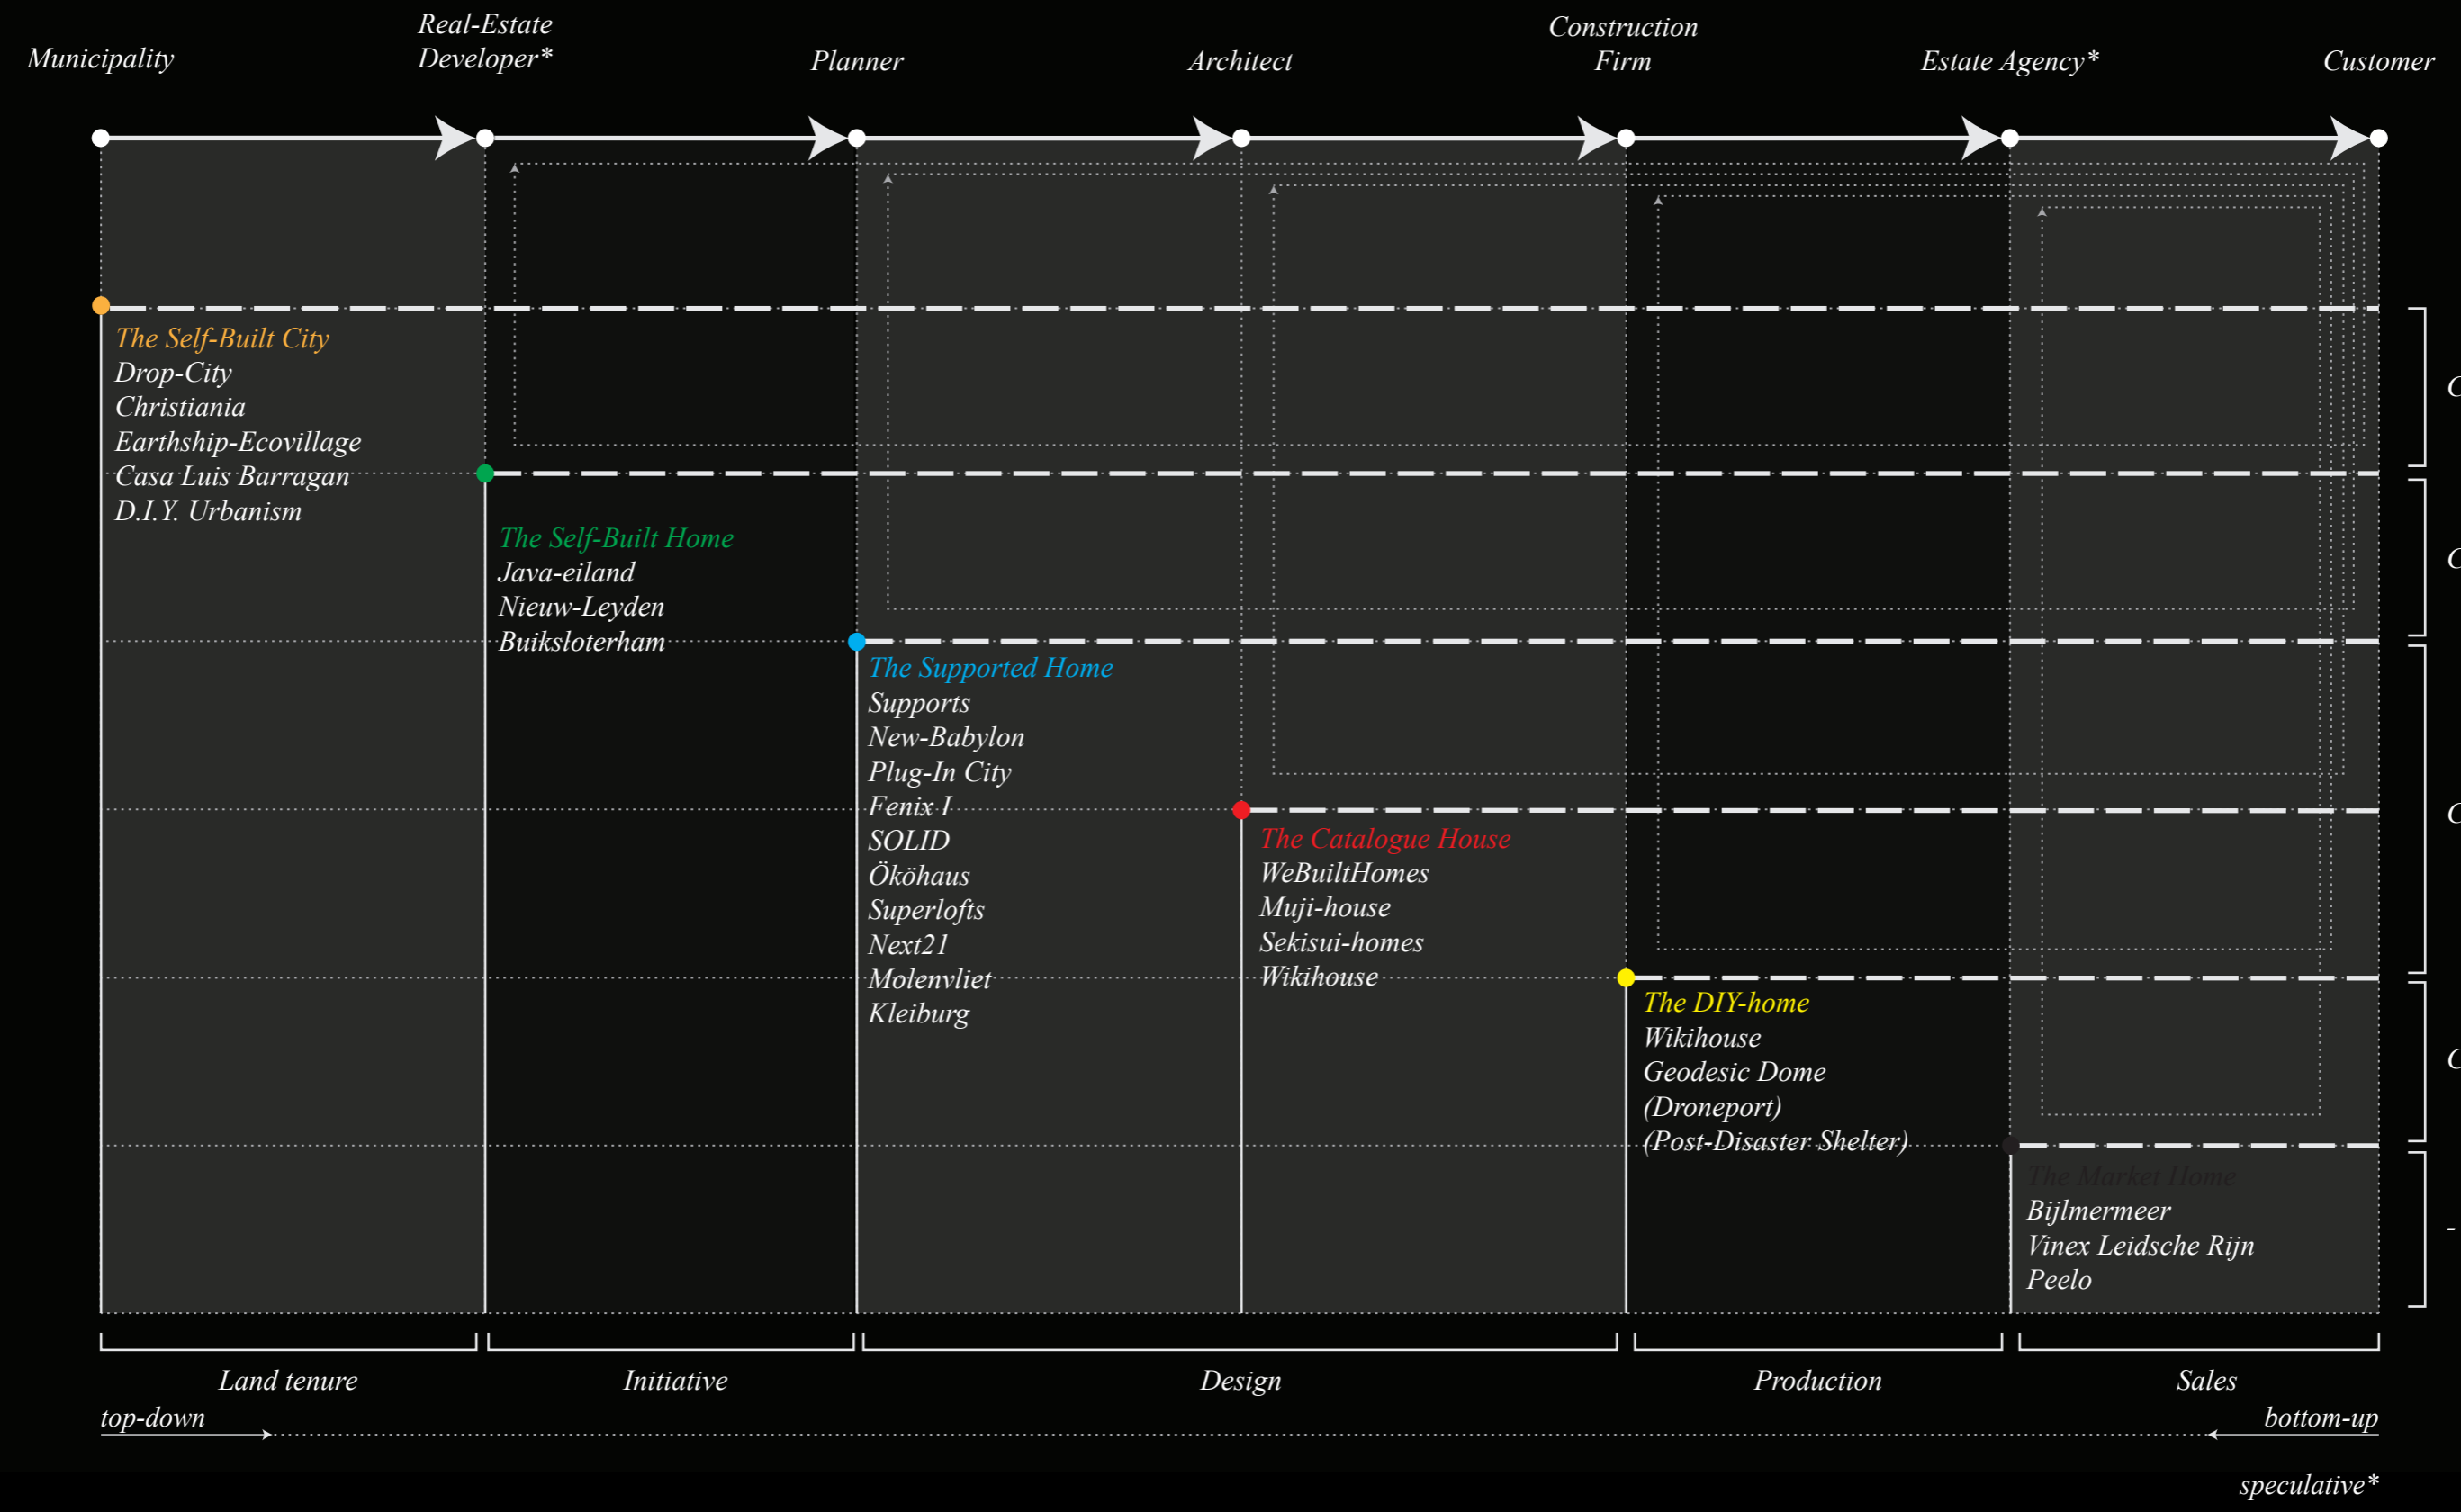 Municipality
Real-Estate
Developer*
Planner
Architect
Construction
Firm
Estate Agency*
Customer
The Self-Built City
Drop-City
Christiania
Earthship-Ecovillage
Casa Luis Barragan
D.I.Y. Urbanism
The Self-Built Home
Java-eiland
Nieuw-Leyden
Buiksloterham
The Supported Home
Supports
New-Babylon
Plug-In City
Fenix I
SOLID
Ököhaus
Superlofts
Next21
Molenvliet
Kleiburg
The Catalogue House
WeBuiltHomes
Muji-house
Sekisui-homes
Wikihouse
The DIY-home
Wikihouse
Geodesic Dome
(Droneport)
(Post-Disaster Shelter)
The Market Home
Bijlmermeer
Vinex Leidsche Rijn
Peelo
Land tenure
Initiative
Design
Production
Sales
top-down
bottom-up
speculative*